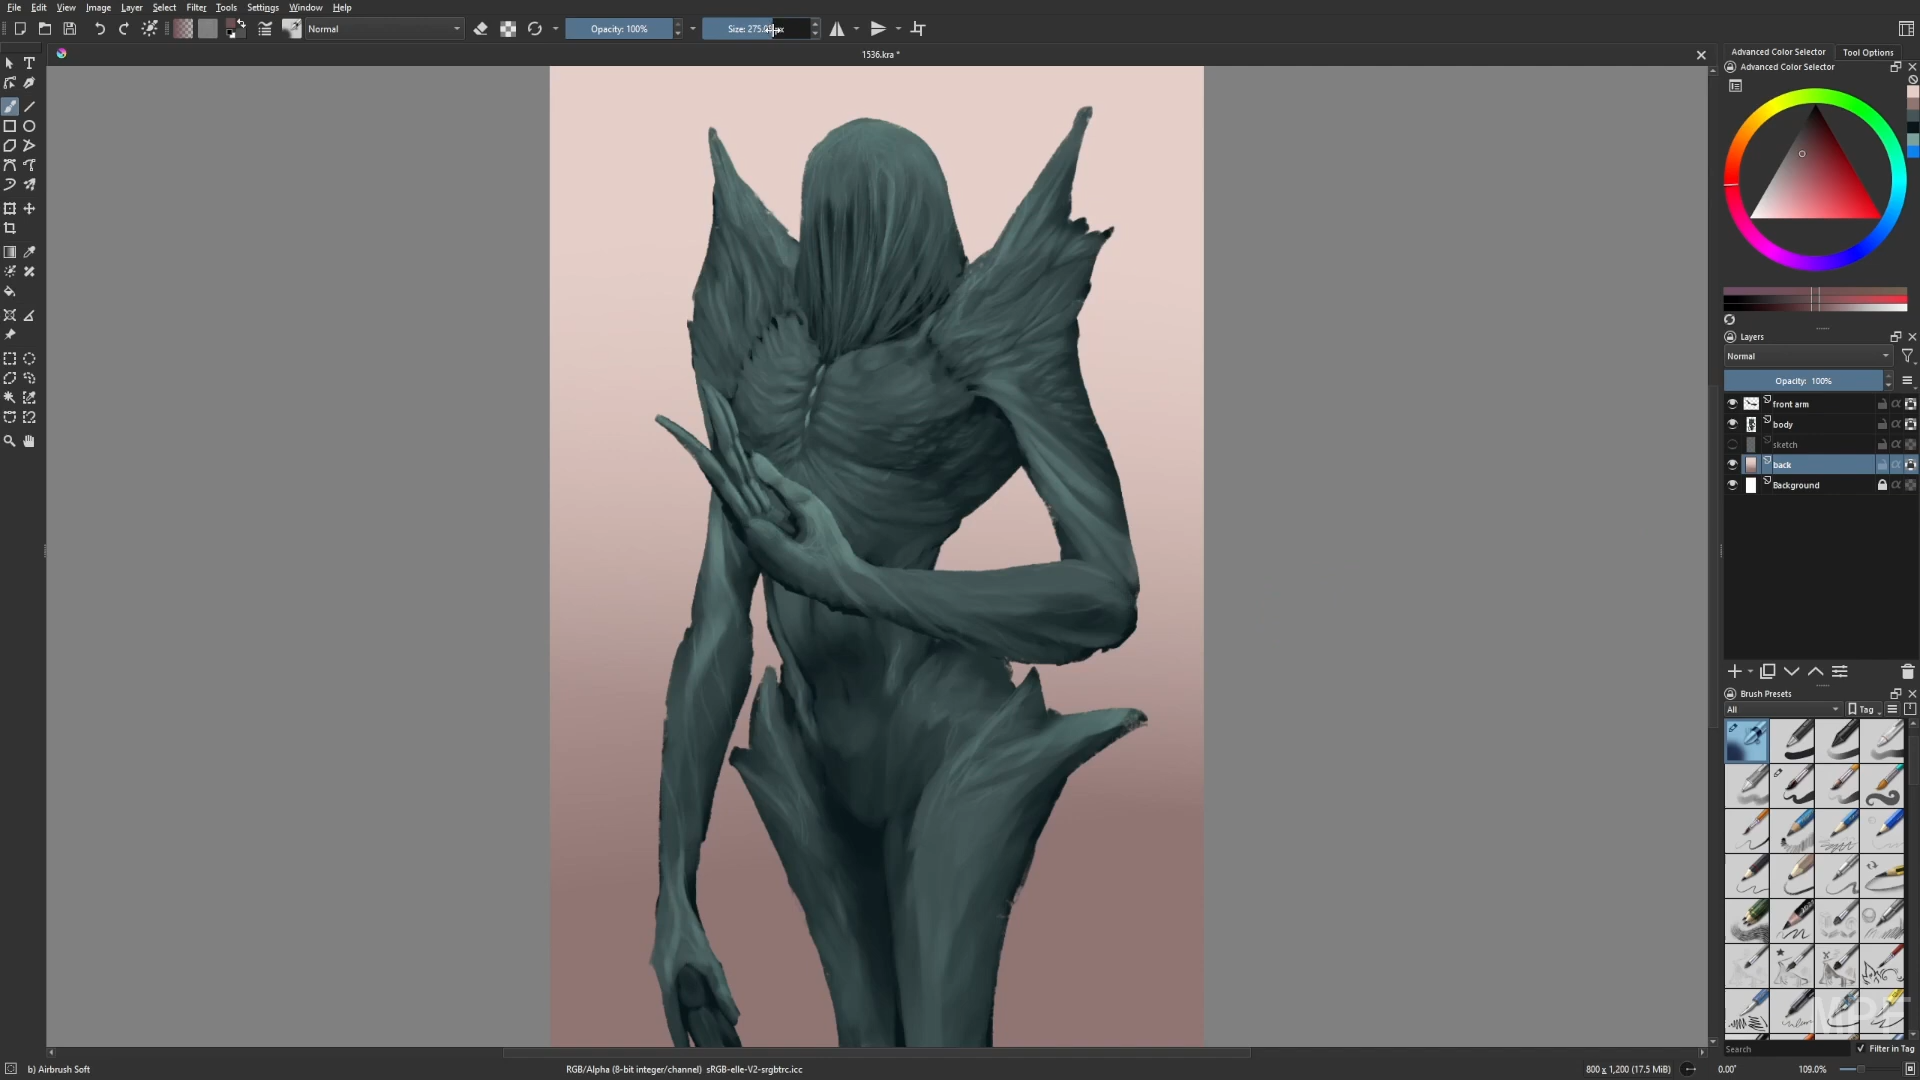 File Edit View Image Layer Select Filter Tools Settings Window Help
Normal
Opacity: 100%
1536.kra *
Advanced Color Selector
Tool Options
Advanced Color Selector
Layers
Normal
Opacity: 100%
front arm
body
sketch
back
Background
Brush Presets
All
Tag
Search
Filter in Tag
b) Airbrush Soft
RGB/Alpha (8-bit integer/channel) sRGB-elle-V2-srgbtrc.icc
800 x 1,200 (17.5 MiB)
0.00°
109.0%